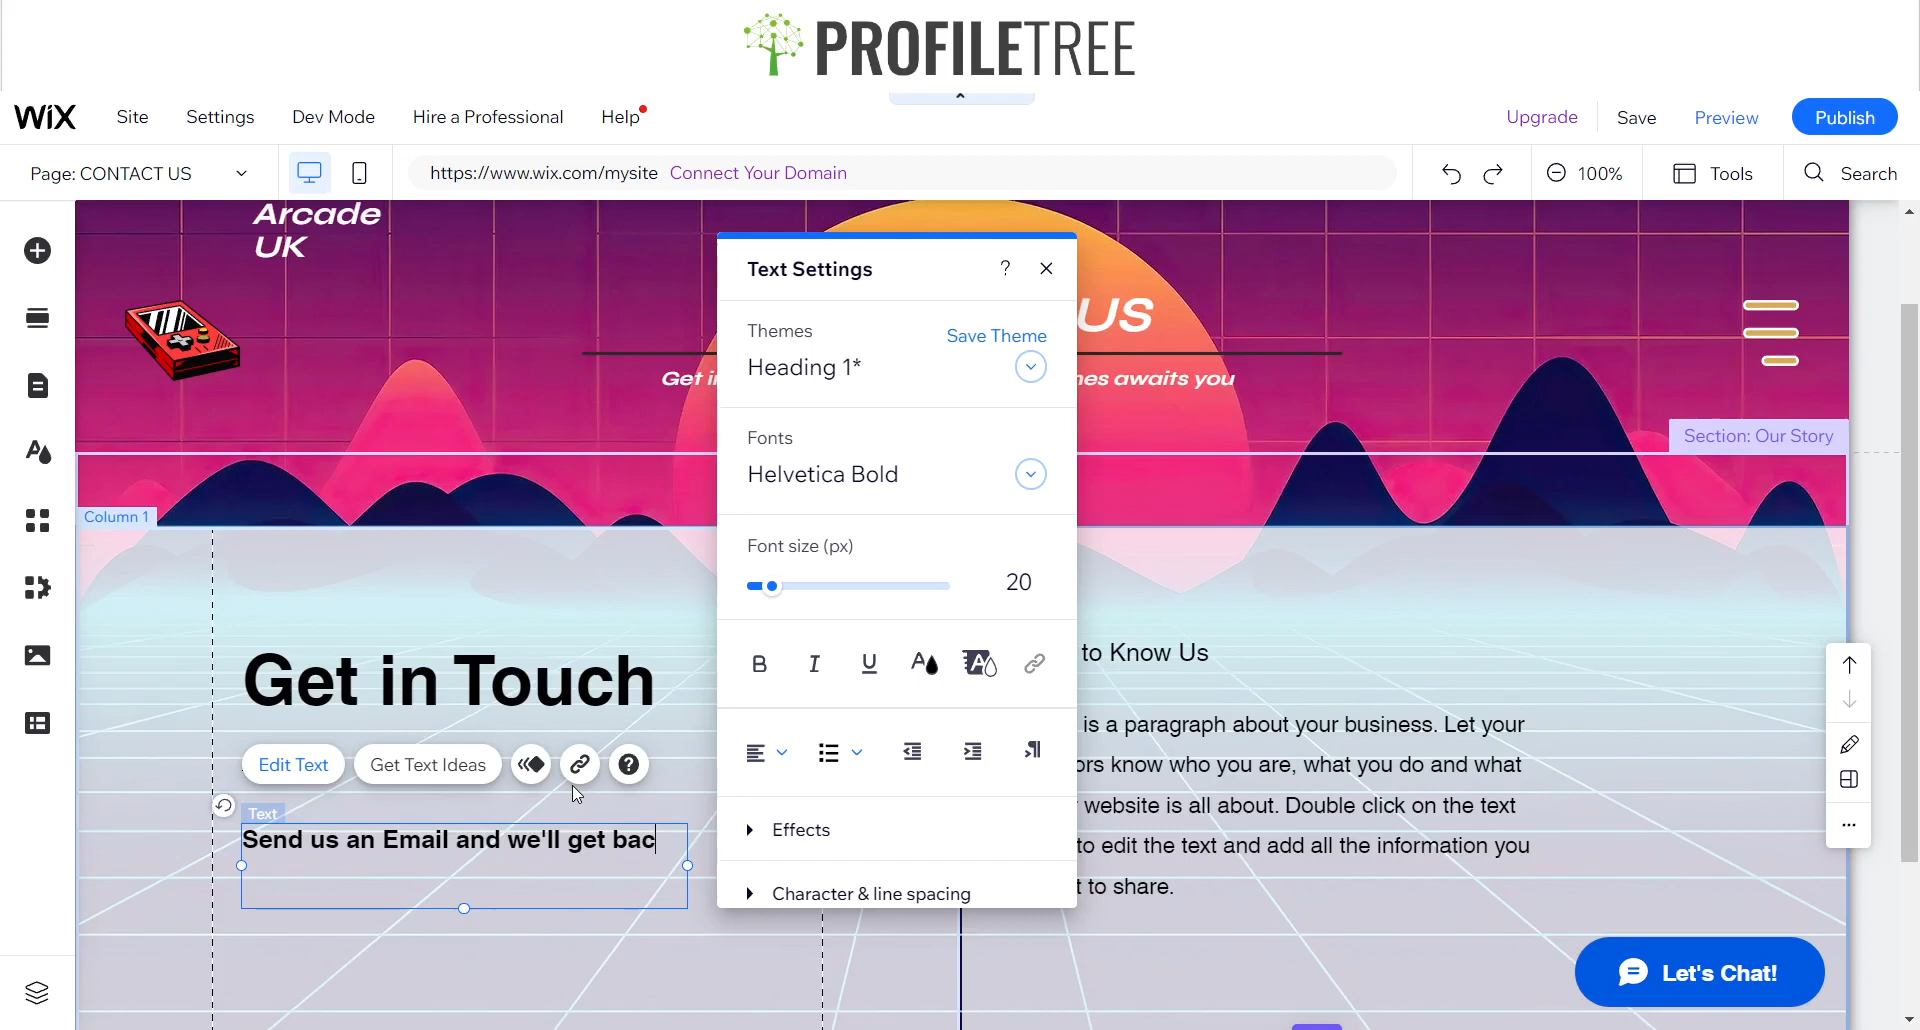 PROFILETREE
WIX Site Settings Dev Mode Hire a Professional Help Upgrade Save Preview Publish
Page: CONTACT US https://www.wix.com/mysite Connect Your Domain 100% Tools Search
Arcade
UK
Text Settings ?
US
Themes
Save Theme
Heading 1*
Get i
nes awaits you
Section: Our Story
Fonts
Helvetica Bold
Column 1
Font size (px)
20
B I U A A
to Know Us
Get in Touch
is a paragraph about your business. Let your
Edit Text Get Text Ideas ?
ors know who you are, what you do and what
website is all about. Double click on the text
Text
Send us an Email and we'll get bac
Effects
to edit the text and add all the information you
t to share.
Character & line spacing
Let's Chat!